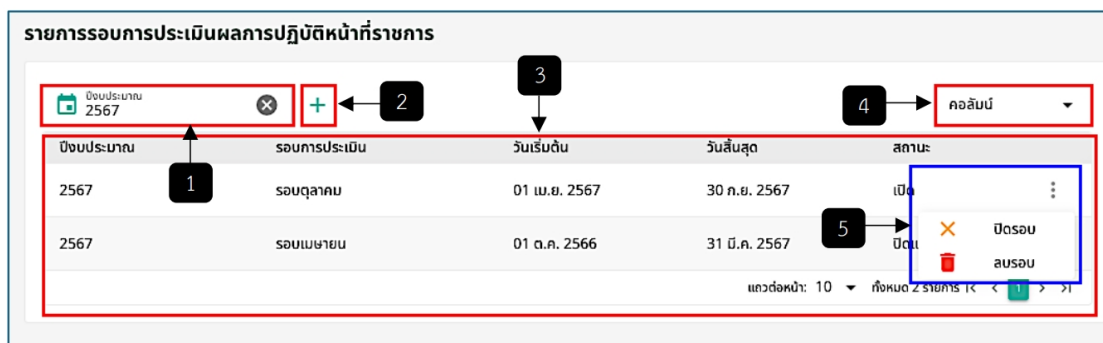 รายการรอบการประเมินผลการปฏิบัติหน้าที่ราชการ
3
ปีงบประมาณ
2567
2
4
คอลัมน์
ปีงบประมาณ รอบการประเมิน วันเริ่มต้น วันสิ้นสุด สถานะ
1
2567 รอบตุลาคม 01 เม.ย. 2567 30 ก.ย. 2567 เปิด
5
ปิดรอบ
2567 รอบเมษายน 01 ต.ค. 2566 31 มี.ค. 2567
ลบรอบ
แถวต่อหน้า: 10 ทั้งหมด 2 รายการ 1